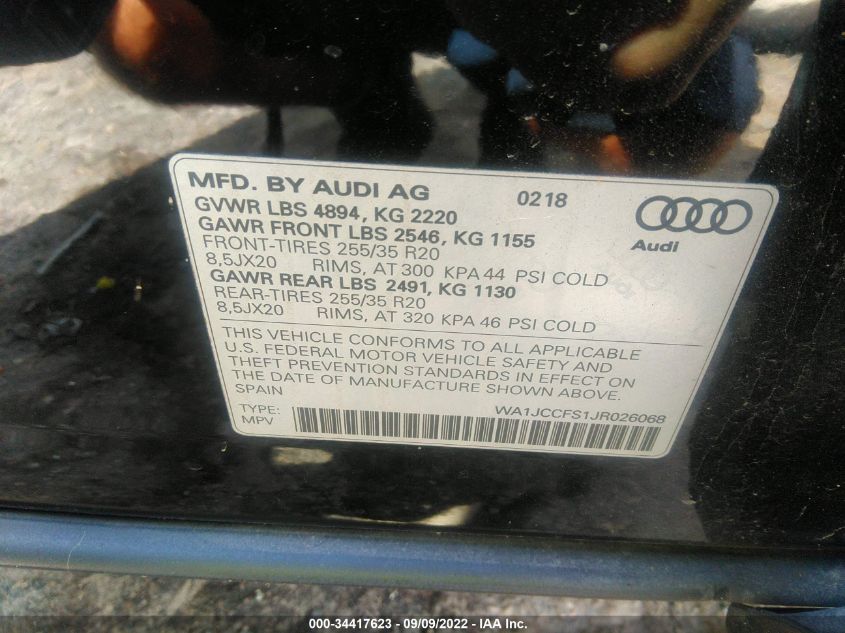 MFD. BY AUDI AG 0218
GVWR LBS 4894, KG 2220
GAWR FRONT LBS 2546, KG 1155
FRONT-TIRES 255/35 R20
8,5JX20 RIMS, AT 300 KPA 44 PSI COLD
GAWR REAR LBS 2491, KG 1130
REAR-TIRES 255/35 R20
8,5JX20 RIMS, AT 320 KPA 46 PSI COLD
Audi
THIS VEHICLE CONFORMS TO ALL APPLICABLE
U.S. FEDERAL MOTOR VEHICLE SAFETY AND
THEFT PREVENTION STANDARDS IN EFFECT ON
THE DATE OF MANUFACTURE SHOWN ABOVE.
SPAIN
WA1JCCFS1JR026068
TYPE:
MPV
000-34417623 - 09/09/2022 - IAA Inc.